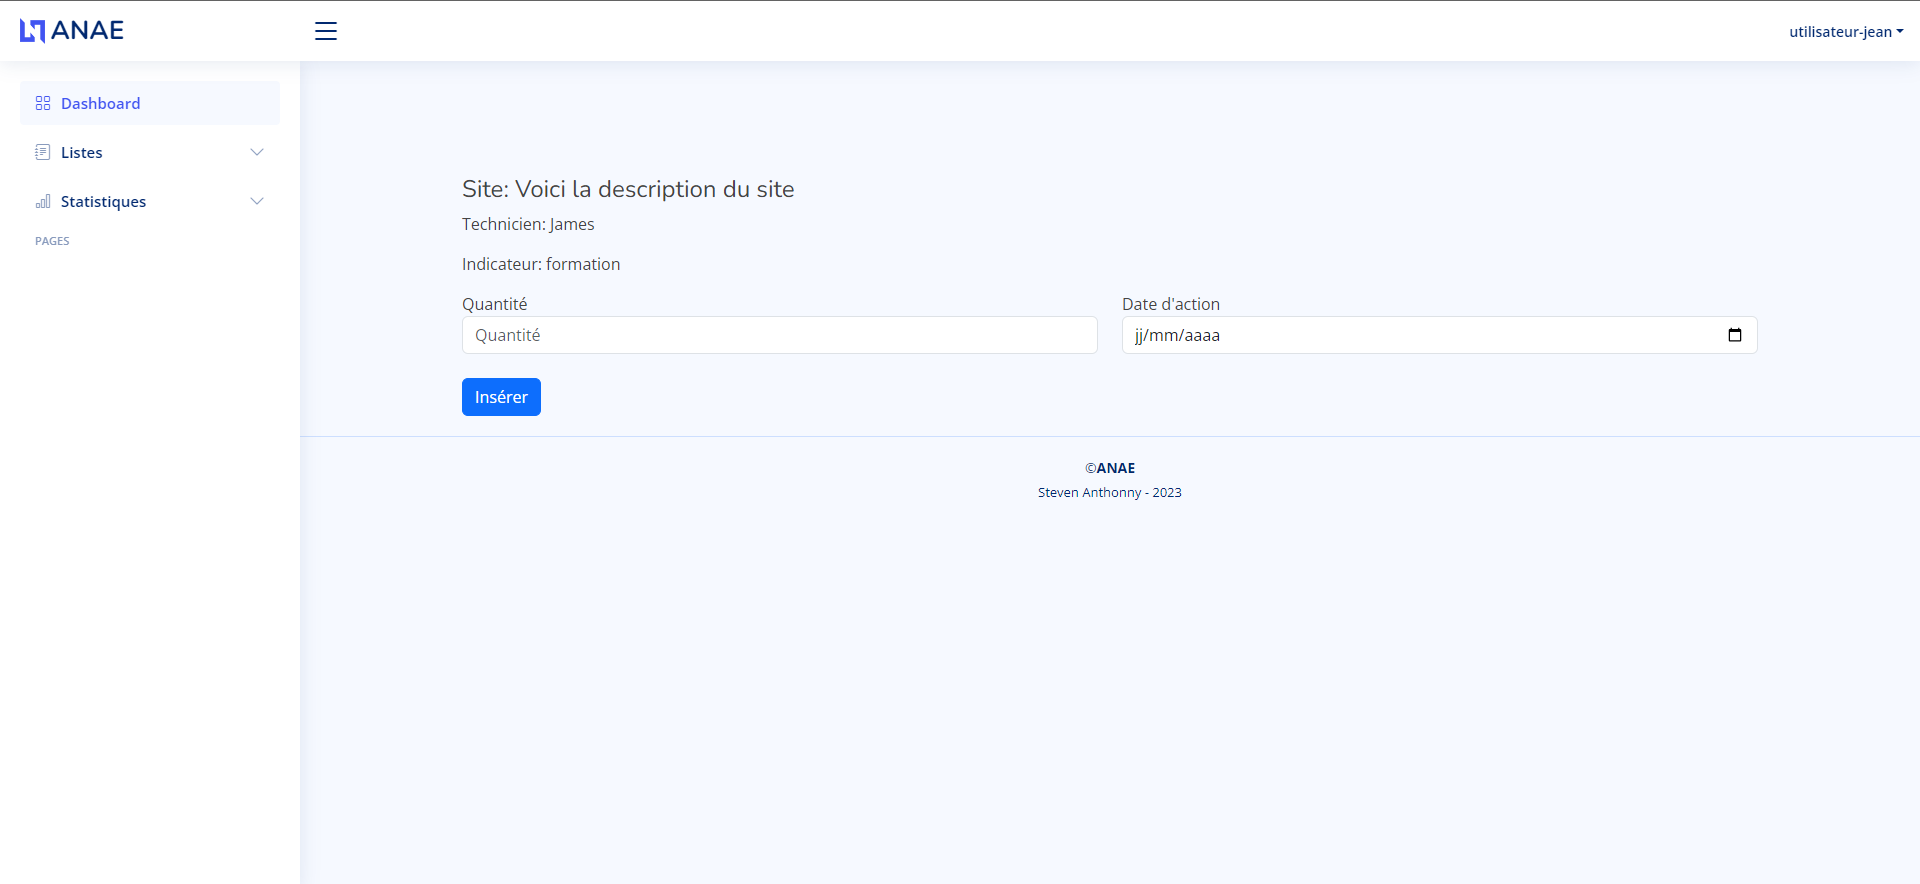 ANAE
utilisateur-jean
Dashboard
Listes
Statistiques
PAGES
Site: Voici la description du site
Technicien: James
Indicateur: formation
Quantité
Date d'action
Quantité
jj/mm/aaaa
Insérer
©ANAE
Steven Anthonny - 2023